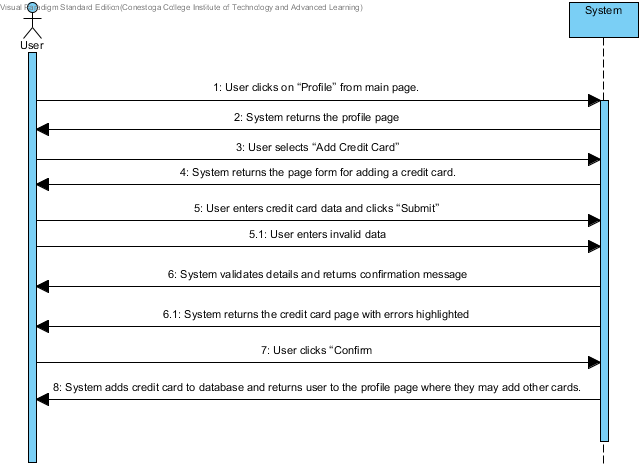 Visual Paradigm Standard Edition(Conestoga College Institute of Technology and Advanced Learning)
System
User
1: User clicks on “Profile” from main page.
2: System returns the profile page
3: User selects “Add Credit Card”
4: System returns the page form for adding a credit card.
5: User enters credit card data and clicks “Submit”
5.1: User enters invalid data
6: System validates details and returns confirmation message
6.1: System returns the credit card page with errors highlighted
7: User clicks “Confirm
8: System adds credit card to database and returns user to the profile page where they may add other cards.